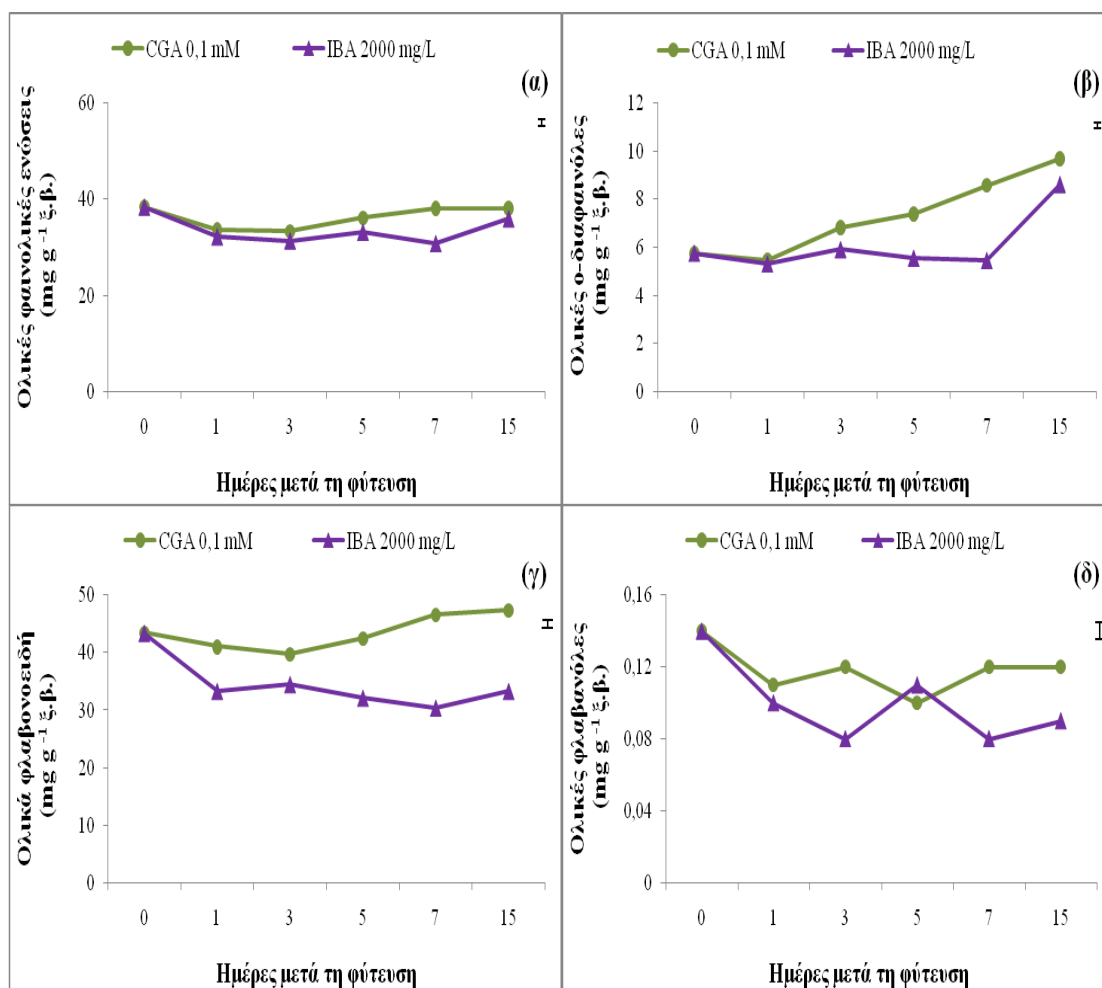 CGA 0,1 mM IBA 2000 mg/L
(α)
Ολικές φαινολικές ενώσεις
(mg g⁻¹ ξ.β.)
60
40
20
0
0 1 3 5 7 15
Ημέρες μετά τη φύτευση
CGA 0,1 mM IBA 2000 mg/L
(β)
Ολικές ο-διαφαινόλες
(mg g⁻¹ ξ.β.)
12
10
8
6
4
2
0
0 1 3 5 7 15
Ημέρες μετά τη φύτευση
CGA 0,1 mM IBA 2000 mg/L
(γ)
Ολικά φλαβονοειδή
(mg g⁻¹ ξ.β.)
50
40
30
20
10
0
0 1 3 5 7 15
Ημέρες μετά τη φύτευση
CGA 0,1 mM IBA 2000 mg/L
(δ)
Ολικές φλαβανόλες
(mg g⁻¹ ξ.β.)
0,16
0,12
0,08
0,04
0
0 1 3 5 7 15
Ημέρες μετά τη φύτευση